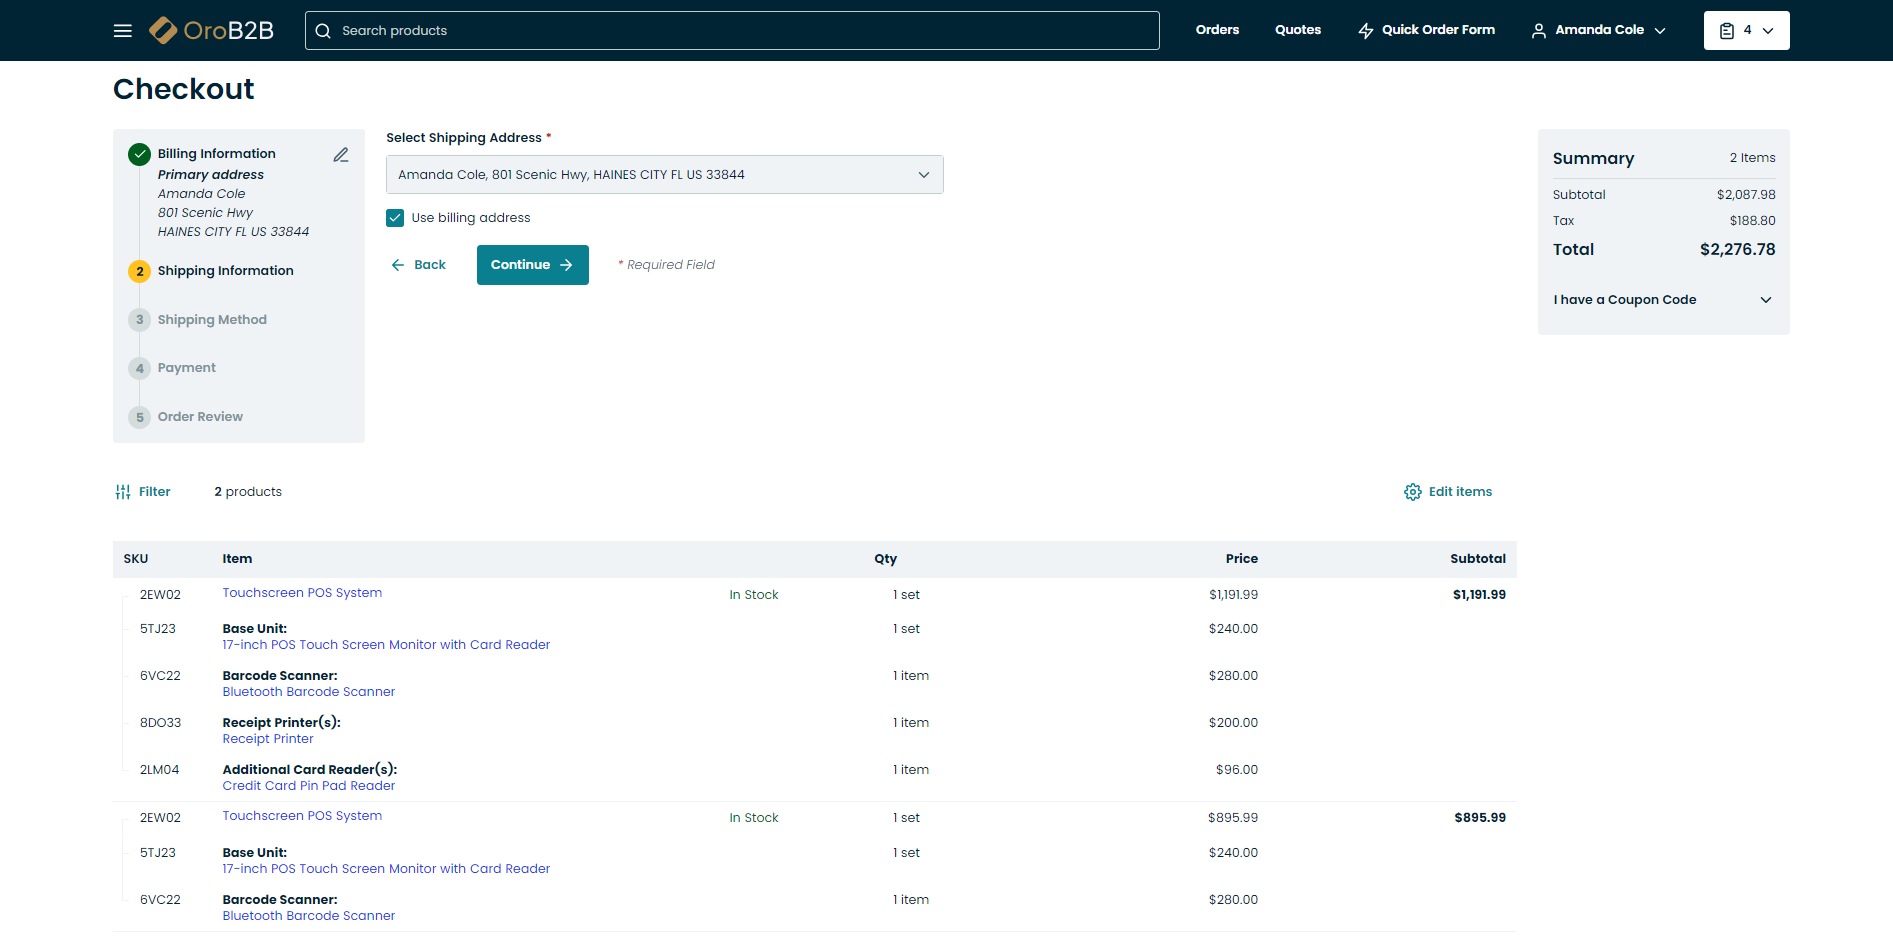 OroB2B
Search products
Orders
Quotes
Quick Order Form
Amanda Cole
4
Checkout
Billing Information
Primary address
Amanda Cole
801 Scenic Hwy
HAINES CITY FL US 33844
2 Shipping Information
3 Shipping Method
4 Payment
5 Order Review
Select Shipping Address *
Amanda Cole, 801 Scenic Hwy, HAINES CITY FL US 33844
Use billing address
Back
Continue
* Required Field
Summary 2 Items
Subtotal $2,087.98
Tax $188.80
Total $2,276.78
I have a Coupon Code
Filter
2 products
Edit items
SKU Item Qty Price Subtotal
2EW02 Touchscreen POS System In Stock 1 set $1,191.99 $1,191.99
5TJ23 Base Unit: 1 set $240.00
17-inch POS Touch Screen Monitor with Card Reader
6VC22 Barcode Scanner: 1 item $280.00
Bluetooth Barcode Scanner
8DO33 Receipt Printer(s): 1 item $200.00
Receipt Printer
2LM04 Additional Card Reader(s): 1 item $96.00
Credit Card Pin Pad Reader
2EW02 Touchscreen POS System In Stock 1 set $895.99 $895.99
5TJ23 Base Unit: 1 set $240.00
17-inch POS Touch Screen Monitor with Card Reader
6VC22 Barcode Scanner: 1 item $280.00
Bluetooth Barcode Scanner